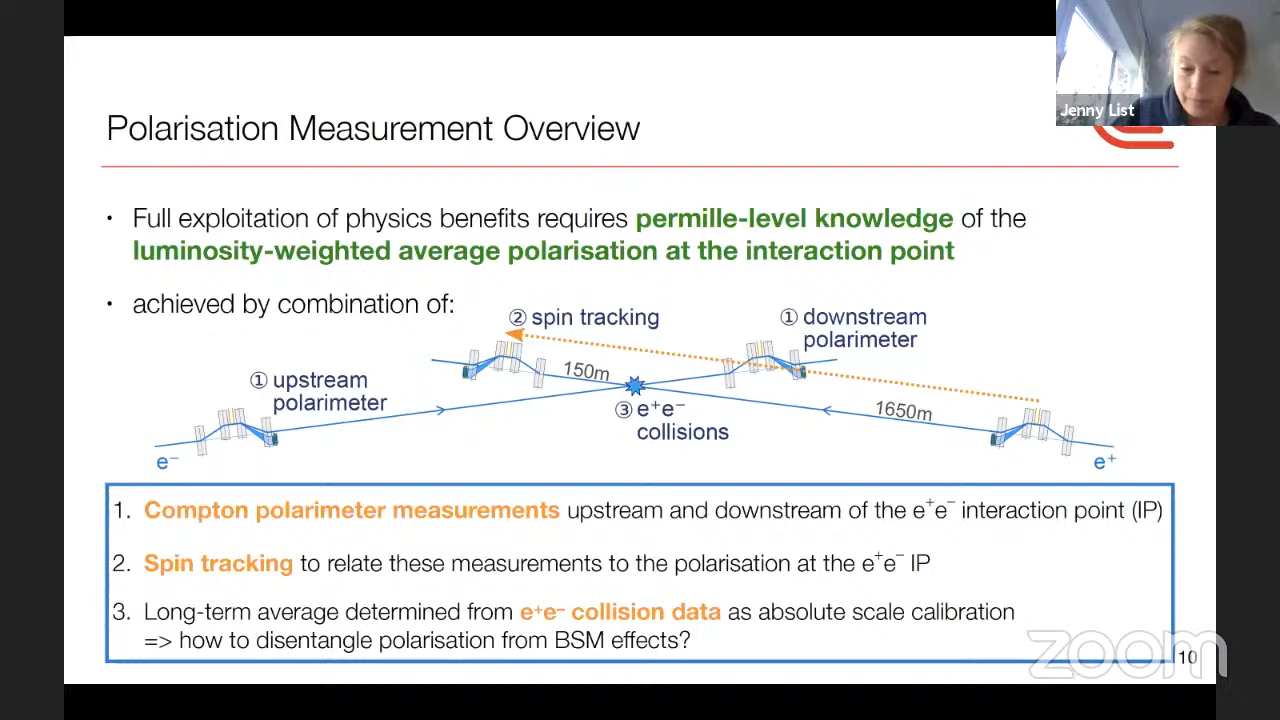 Jenny List
Polarisation Measurement Overview
• Full exploitation of physics benefits requires permille-level knowledge of the
luminosity-weighted average polarisation at the interaction point
• achieved by combination of:
② spin tracking
① downstream
polarimeter
① upstream
polarimeter
150m
③ e⁺e⁻
collisions
1650m
e⁻
e⁺
1. Compton polarimeter measurements upstream and downstream of the e⁺e⁻ interaction point (IP)
2. Spin tracking to relate these measurements to the polarisation at the e⁺e⁻ IP
3. Long-term average determined from e⁺e⁻ collision data as absolute scale calibration
=> how to disentangle polarisation from BSM effects?
zoom
10